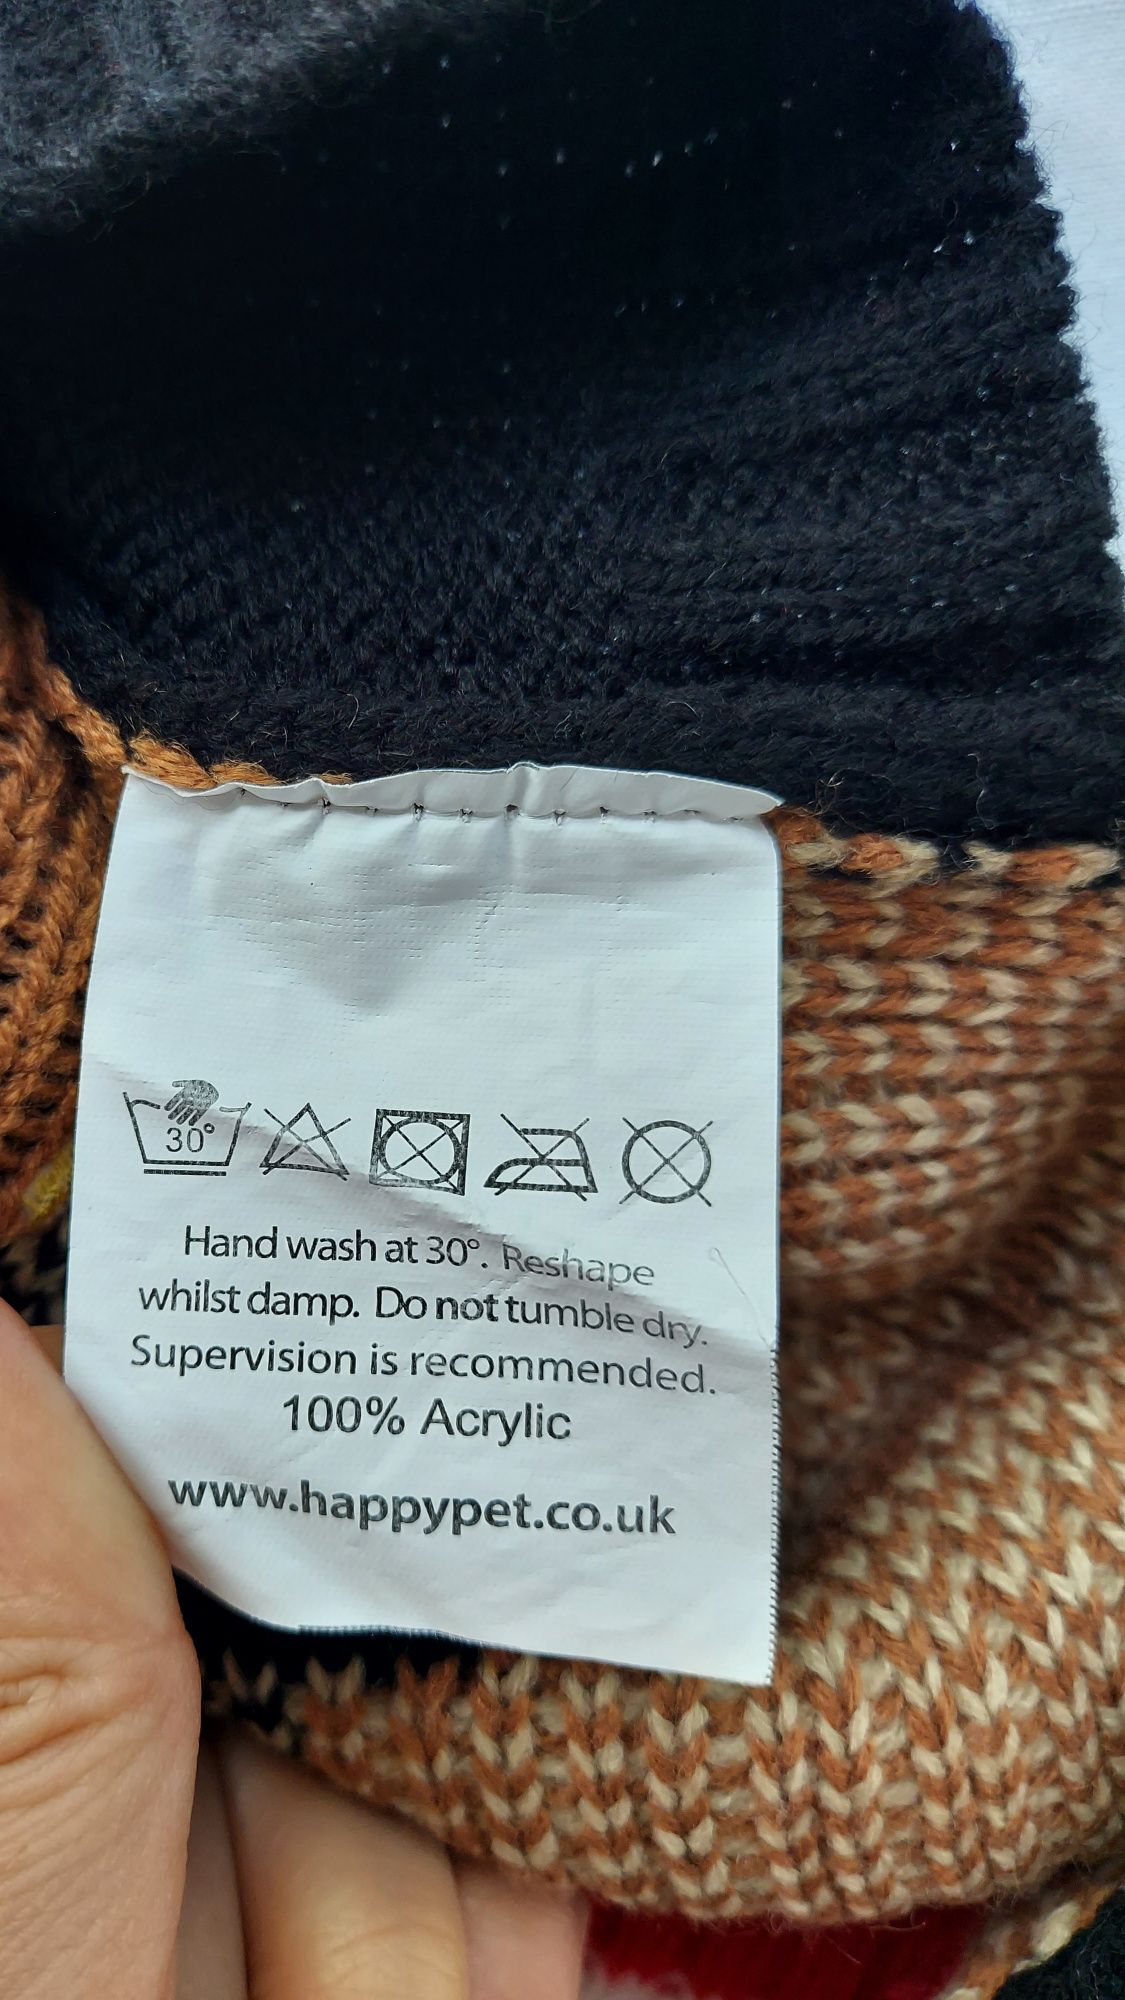 30°
Hand wash at 30°. Reshape
whilst damp. Do not tumble dry.
Supervision is recommended.
100% Acrylic
www.happypet.co.uk